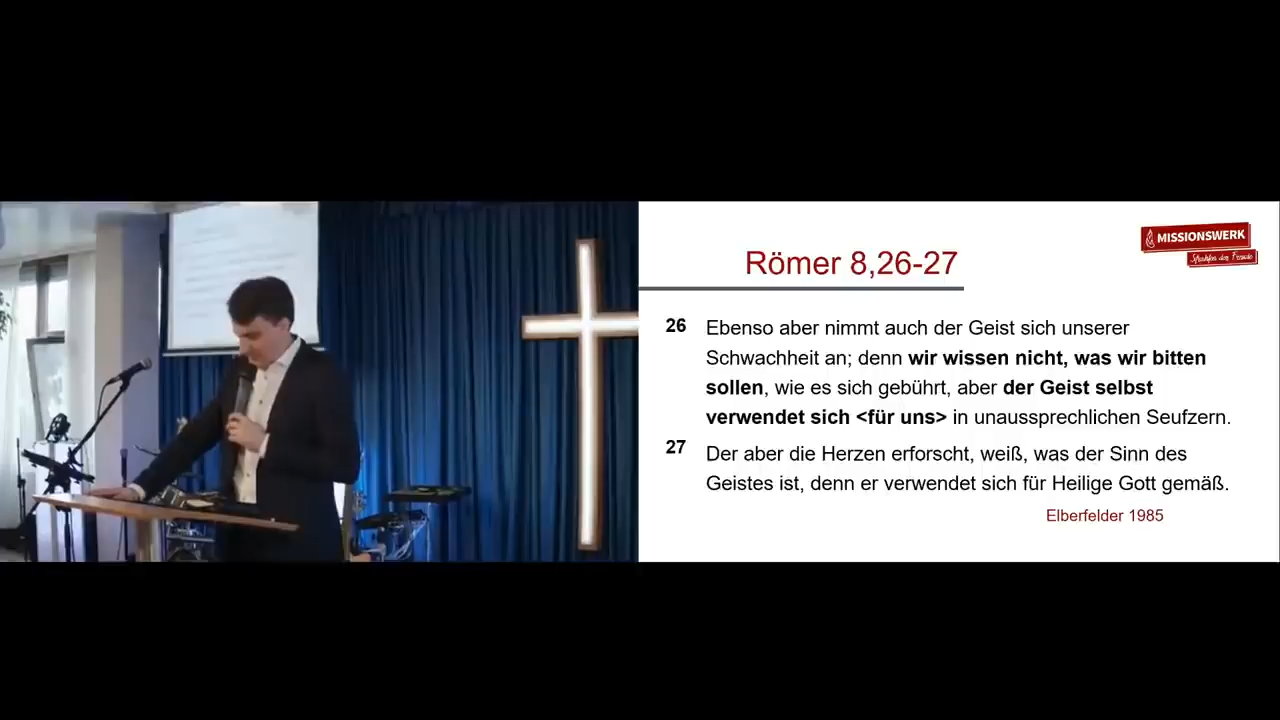 MISSIONSWERK
Strahlen der Freude
Römer 8,26-27
26 Ebenso aber nimmt auch der Geist sich unserer
Schwachheit an; denn wir wissen nicht, was wir bitten
sollen, wie es sich gebührt, aber der Geist selbst
verwendet sich <für uns> in unaussprechlichen Seufzern.
27 Der aber die Herzen erforscht, weiß, was der Sinn des
Geistes ist, denn er verwendet sich für Heilige Gott gemäß.
Elberfelder 1985